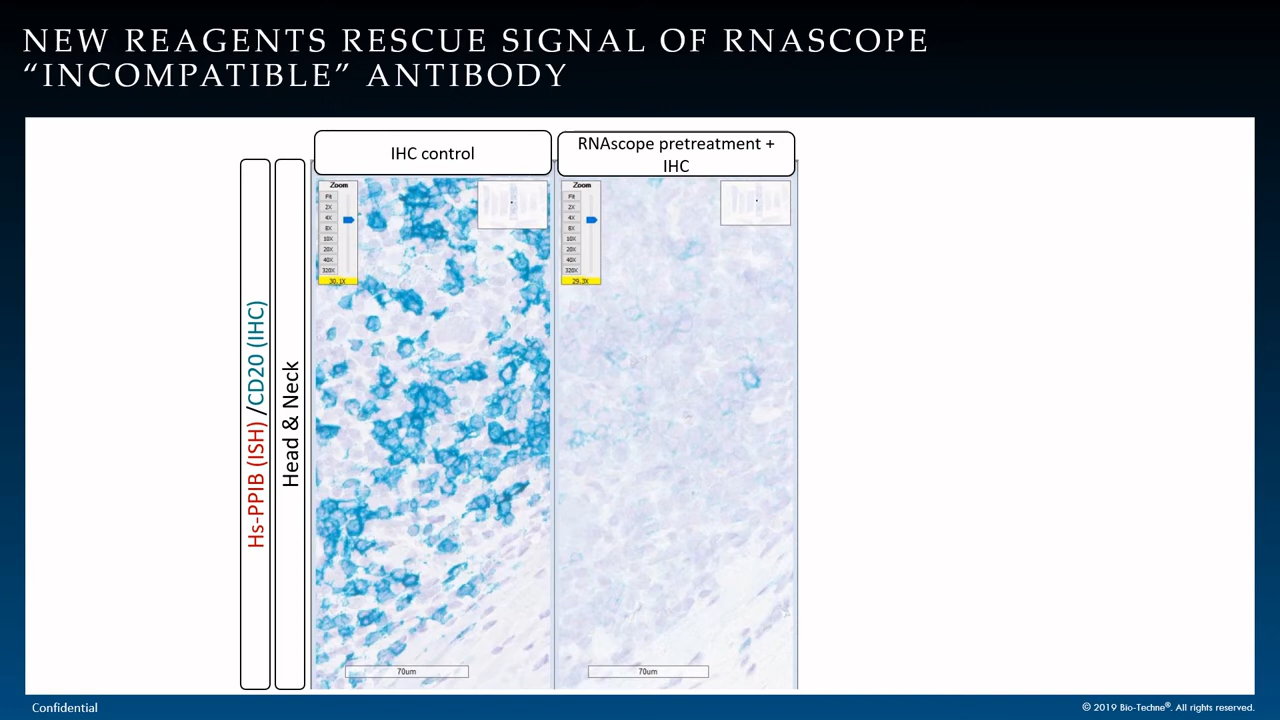 NEW REAGENTS RESCUE SIGNAL OF RNASCOPE
“INCOMPATIBLE” ANTIBODY
IHC control
RNAscope pretreatment +
IHC
Hs-PPIB (ISH) /CD20 (IHC)
Head & Neck
Zoom
Fit
2X
4X
8X
10X
20X
40X
320X
30.1X
Zoom
Fit
2X
4X
8X
10X
20X
40X
320X
29.3X
70um
70um
Confidential
© 2019 Bio-Techne®. All rights reserved.